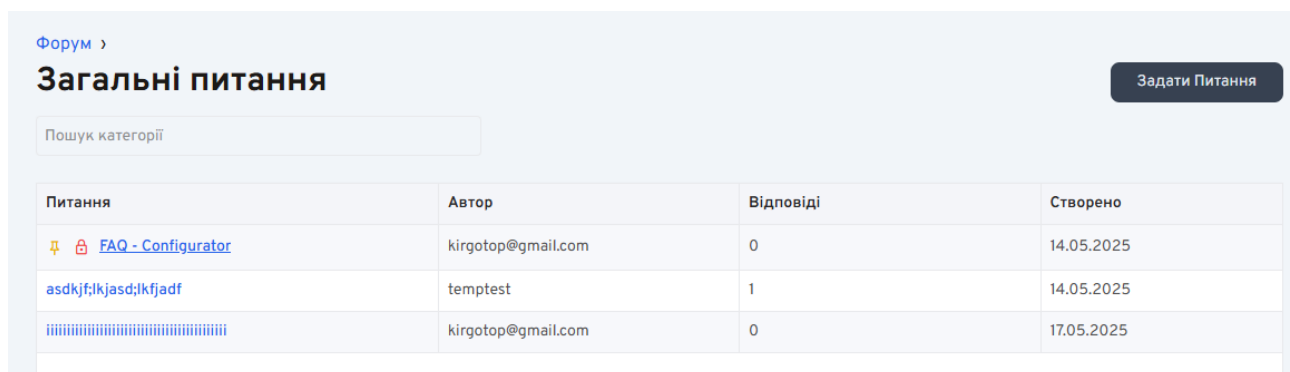 Форум ›
Загальні питання
Задати Питання
Пошук категорії
Питання Автор Відповіді Створено
FAQ - Configurator kirgotop@gmail.com 0 14.05.2025
asdkjf;lkjasd;lkfjadf temptest 1 14.05.2025
iiiiiiiiiiiiiiiiiiiiiiiiiiiiiiiiiiiiiiiiiii kirgotop@gmail.com 0 17.05.2025